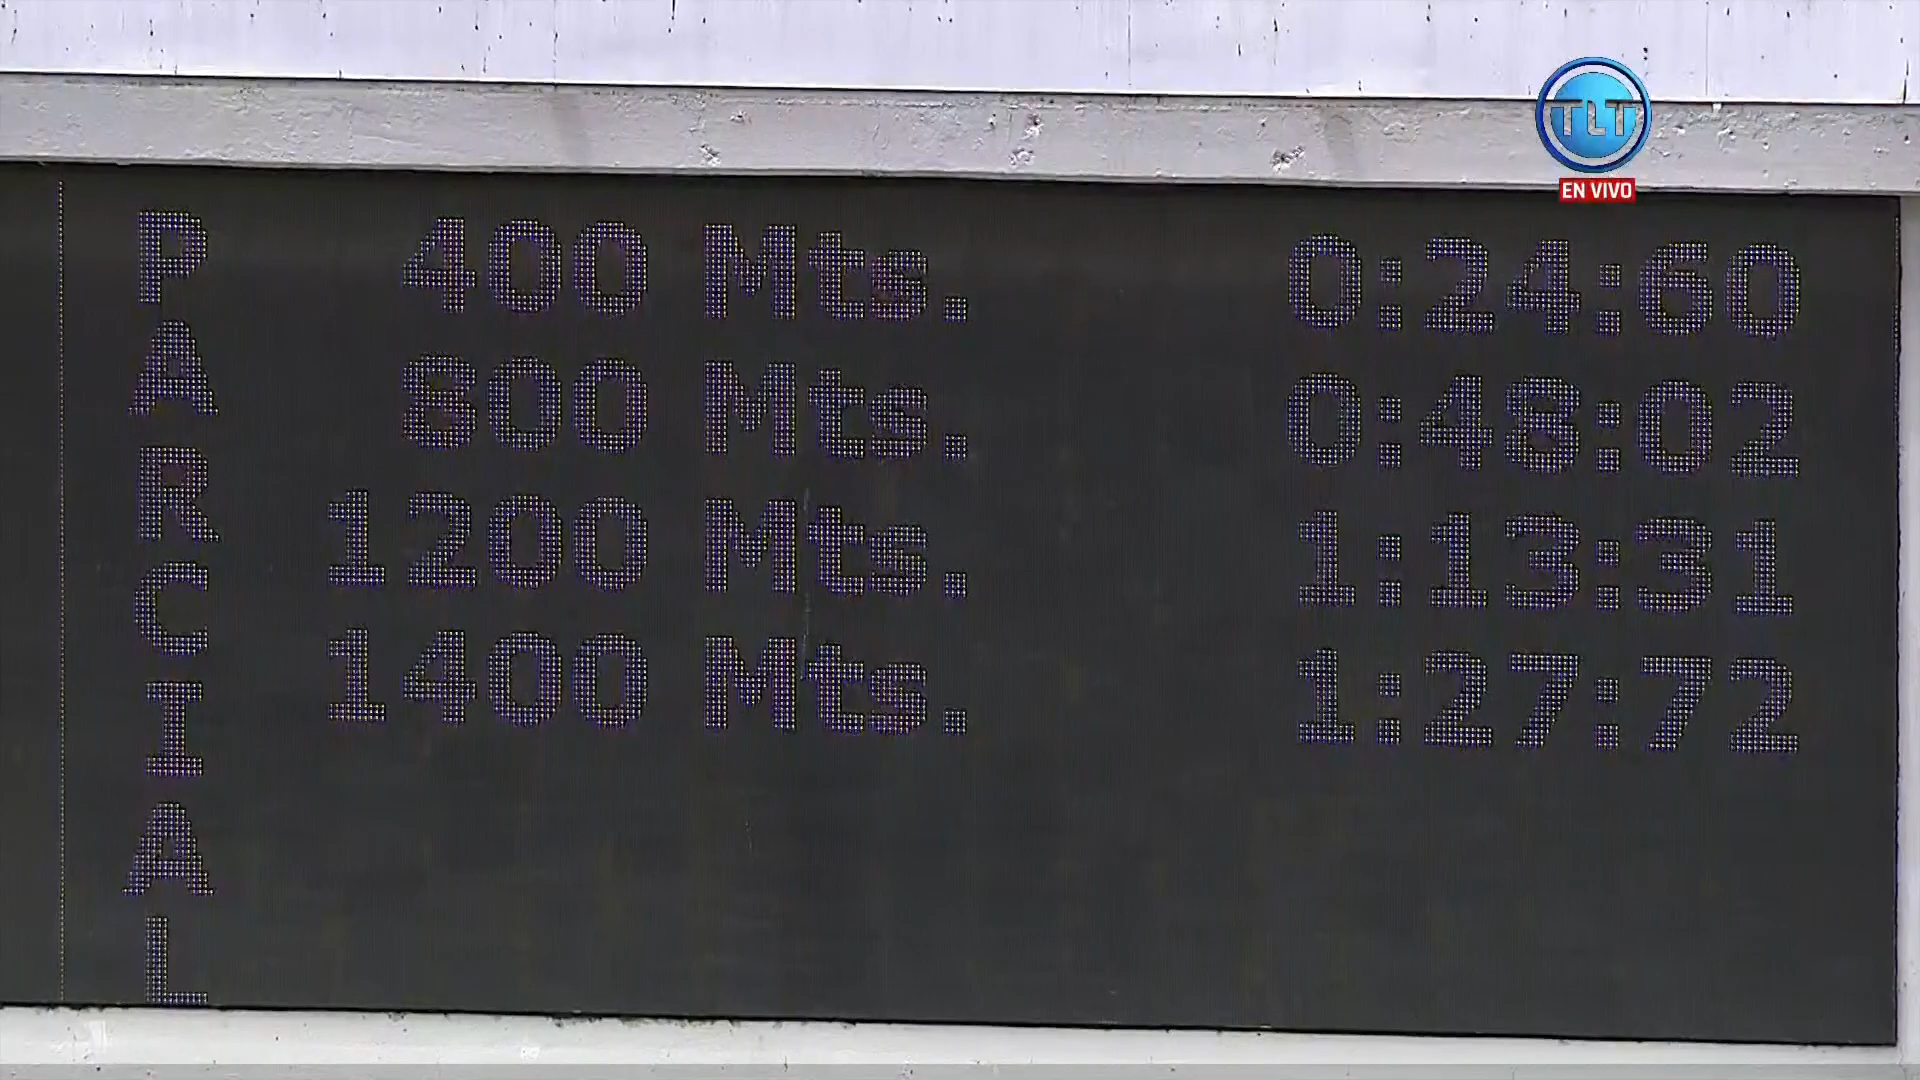 TLT
EN VIVO
PARCIAL
400 Mts. 0:24:60
800 Mts. 0:48:02
1200 Mts. 1:13:31
1400 Mts. 1:27:72